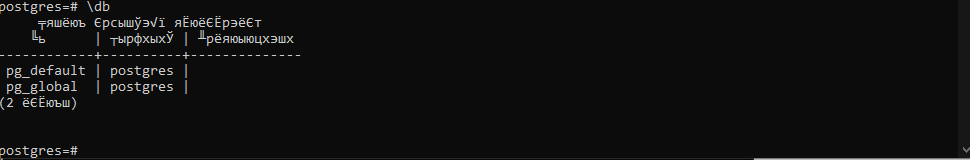 postgres=# \db
╤яшёюъ Єрсышўэ√ї яЁюёЄЁрэёЄт
╚ь | ┬ырфхыхЎ | ╨рёяюыюцхэшх
------------+----------+--------------
pg_default | postgres |
pg_global | postgres |
(2 ёЄЁюъш)
postgres=#